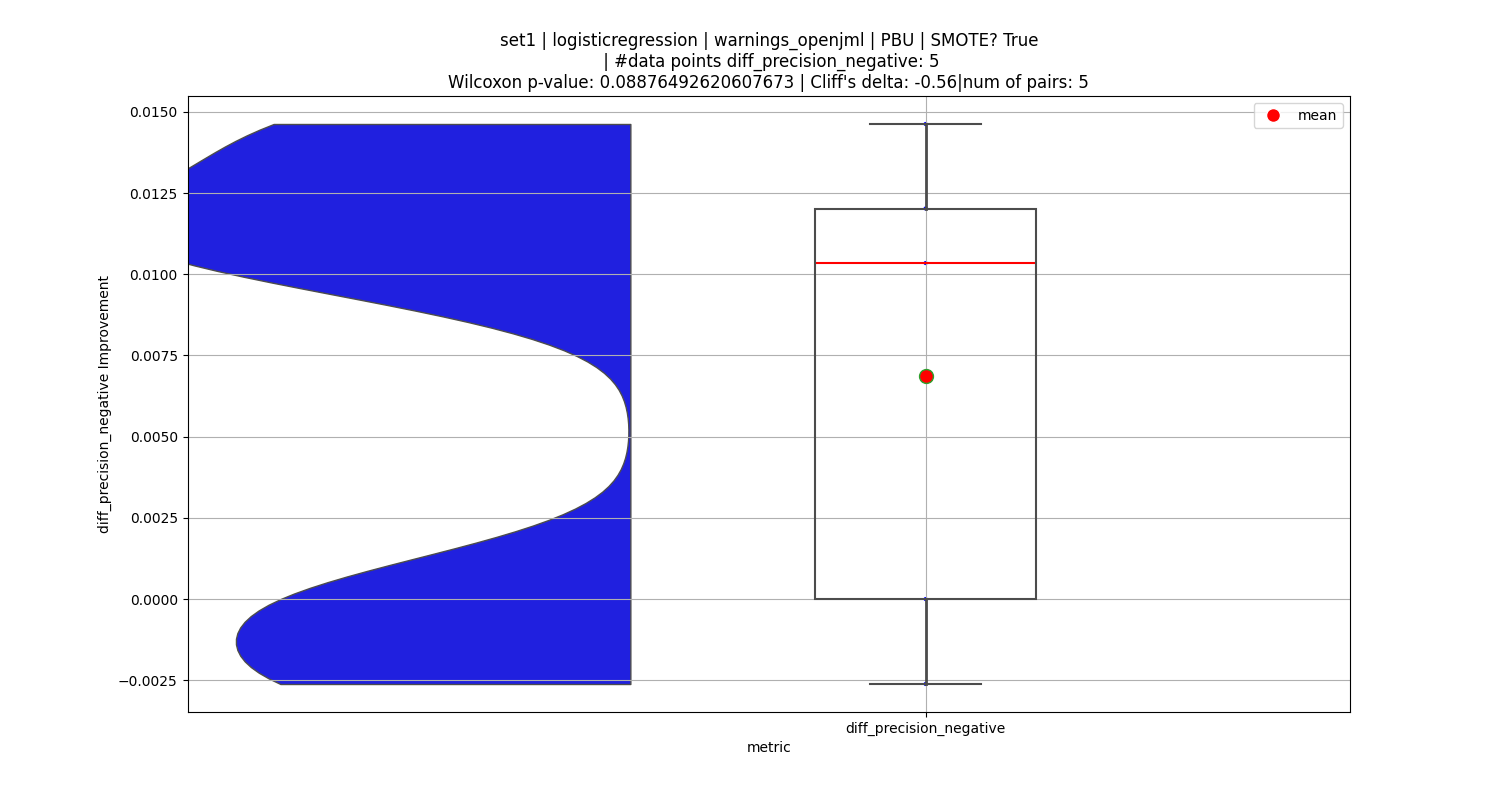 set1 | logisticregression | warnings_openjml | PBU | SMOTE? True
| #data points diff_precision_negative: 5
Wilcoxon p-value: 0.08876492620607673 | Cliff's delta: -0.56|num of pairs: 5
mean
0.0150
0.0125
0.0100
0.0075
0.0050
0.0025
0.0000
−0.0025
diff_precision_negative Improvement
diff_precision_negative
metric